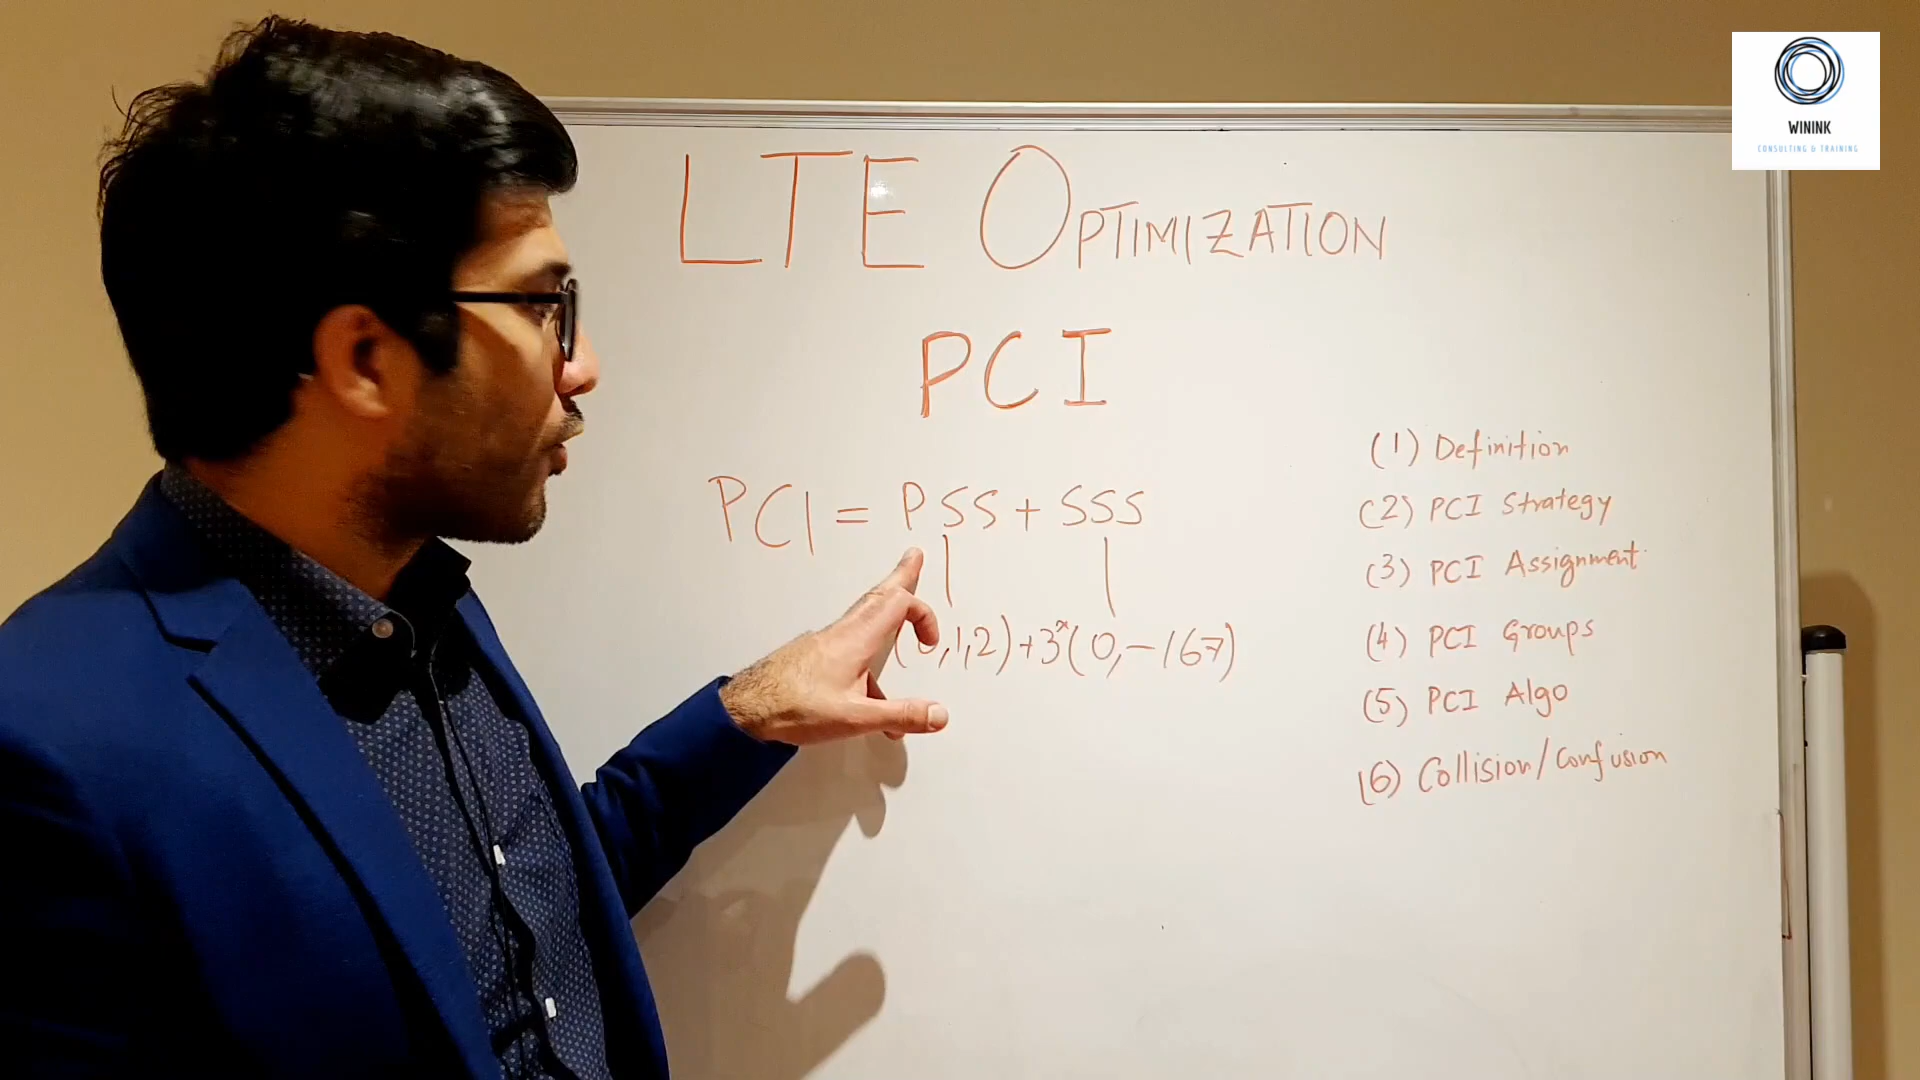 WININK
CONSULTING & TRAINING
LTE OPTIMIZATION
PCI
PCI = PSS + SSS
(0,1,2)+3*(0,-167)
(1) Definition
(2) PCI Strategy
(3) PCI Assignment
(4) PCI Groups
(5) PCI Algo
(6) Collision/Confusion